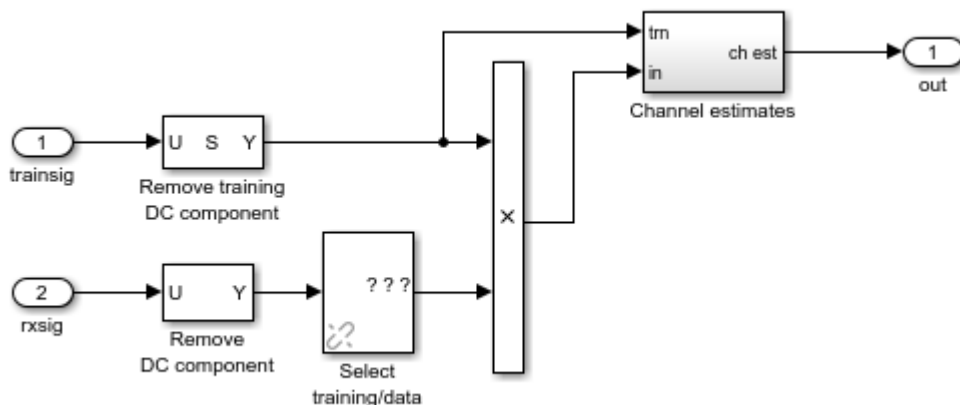 trn
in
ch est
Channel estimates
1
out
1
trainsig
U S Y
Remove training
DC component
×
2
rxsig
U Y
Remove
DC component
? ? ?
Select
training/data